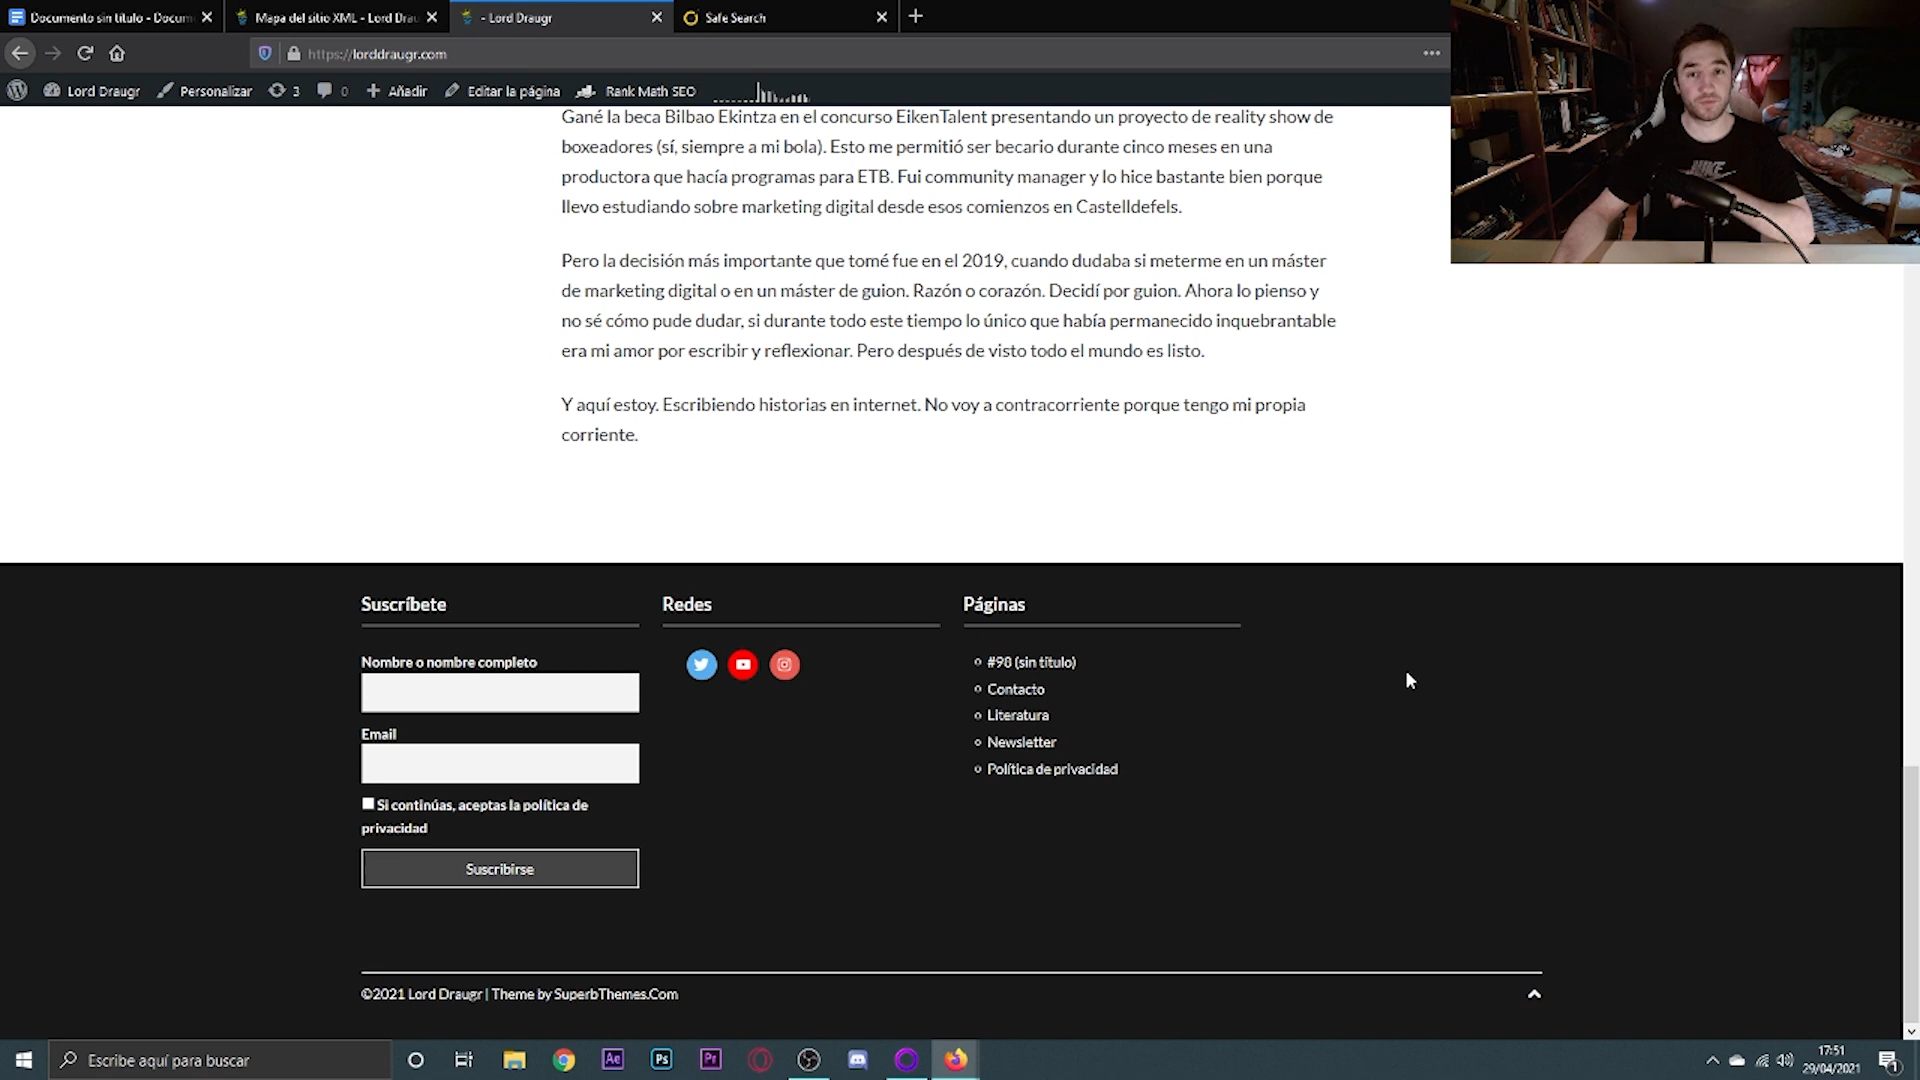 Documento sin título - Docum
Mapa del sitio XML - Lord Drau
- Lord Draugr
Safe Search
https://lorddraugr.com
Lord Draugr
Personalizar
3
0
Añadir
Editar la página
Rank Math SEO
Gané la beca Bilbao Ekintza en el concurso EikenTalent presentando un proyecto de reality show de
boxeadores (sí, siempre a mi bola). Esto me permitió ser becario durante cinco meses en una
productora que hacía programas para ETB. Fui community manager y lo hice bastante bien porque
llevo estudiando sobre marketing digital desde esos comienzos en Castelldefels.
Pero la decisión más importante que tomé fue en el 2019, cuando dudaba si meterme en un máster
de marketing digital o en un máster de guion. Razón o corazón. Decidí por guion. Ahora lo pienso y
no sé cómo pude dudar, si durante todo este tiempo lo único que había permanecido inquebrantable
era mi amor por escribir y reflexionar. Pero después de visto todo el mundo es listo.
Y aquí estoy. Escribiendo historias en internet. No voy a contracorriente porque tengo mi propia
corriente.
NIKE
Suscríbete
Nombre o nombre completo
Email
Si continúas, aceptas la política de
privacidad
Suscribirse
Redes
Páginas
#98 (sin título)
Contacto
Literatura
Newsletter
Política de privacidad
©2021 Lord Draugr | Theme by SuperbThemes.Com
Escribe aquí para buscar
Ae
Ps
Pr
17:51
29/04/2021
1